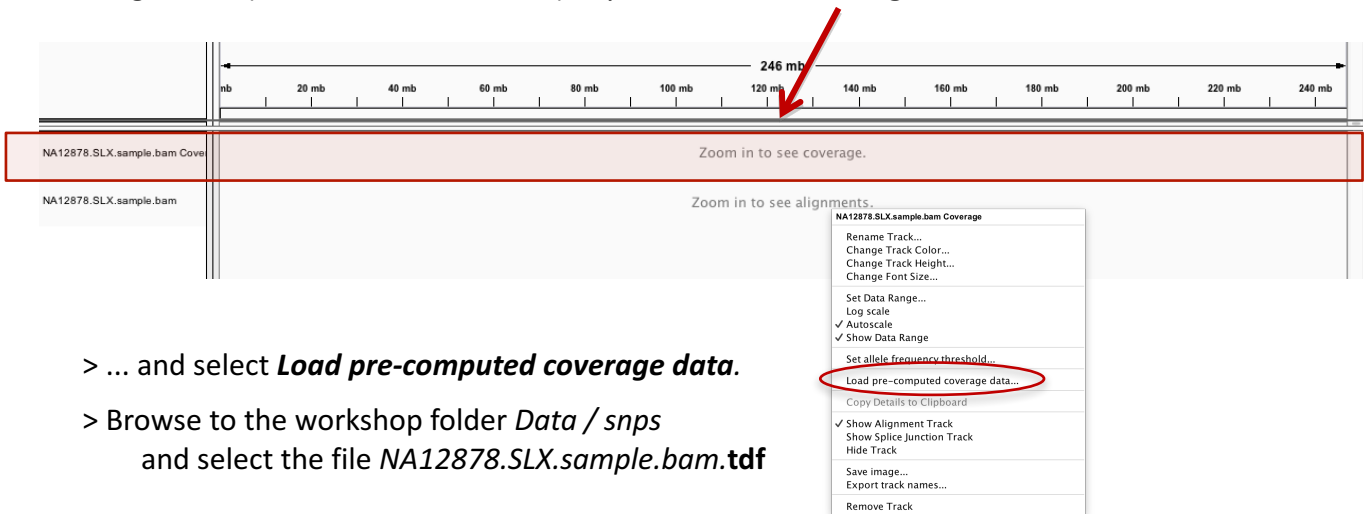 246 mb
mb 20 mb 40 mb 60 mb 80 mb 100 mb 120 mb 140 mb 160 mb 180 mb 200 mb 220 mb 240 mb
NA12878.SLX.sample.bam Cove
Zoom in to see coverage.
NA12878.SLX.sample.bam
Zoom in to see alignments.
NA12878.SLX.sample.bam Coverage
Rename Track...
Change Track Color...
Change Track Height...
Change Font Size...
Set Data Range...
Log scale
✓ Autoscale
✓ Show Data Range
Set allele frequency threshold...
Load pre-computed coverage data...
Copy Details to Clipboard
✓ Show Alignment Track
Show Splice Junction Track
Hide Track
Save image...
Export track names...
Remove Track
> ... and select Load pre-computed coverage data.
> Browse to the workshop folder Data / snps
and select the file NA12878.SLX.sample.bam.tdf